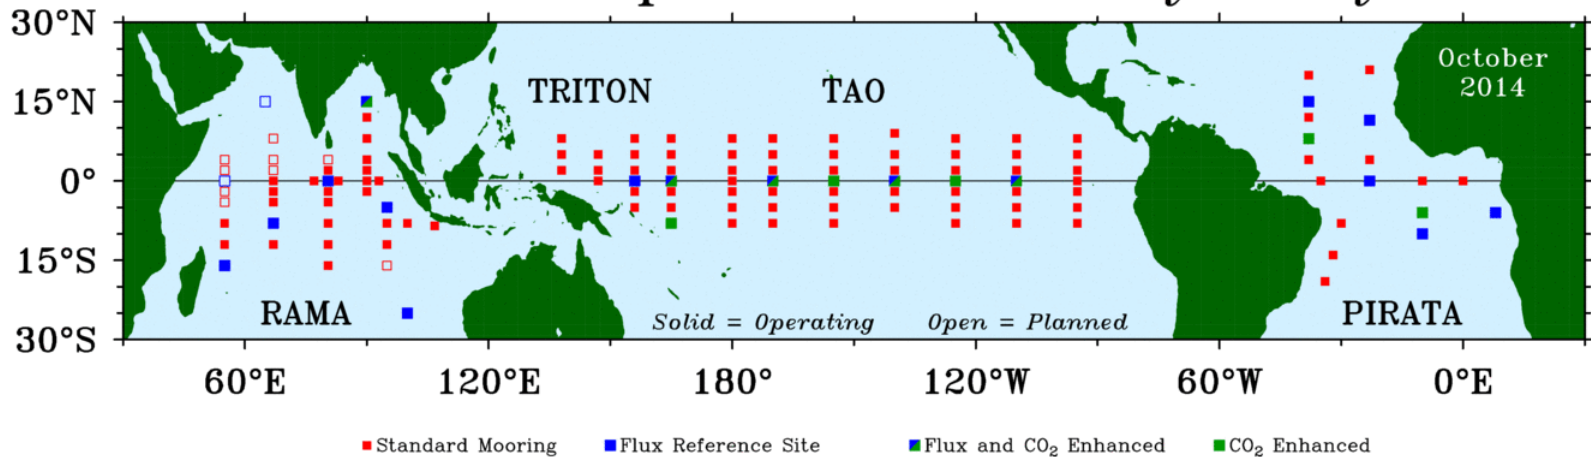 30°N
15°N
0°
15°S
30°S
TRITON
TAO
October
2014
RAMA
Solid = Operating
Open = Planned
PIRATA
60°E
120°E
180°
120°W
60°W
0°E
Standard Mooring
Flux Reference Site
Flux and CO₂ Enhanced
CO₂ Enhanced